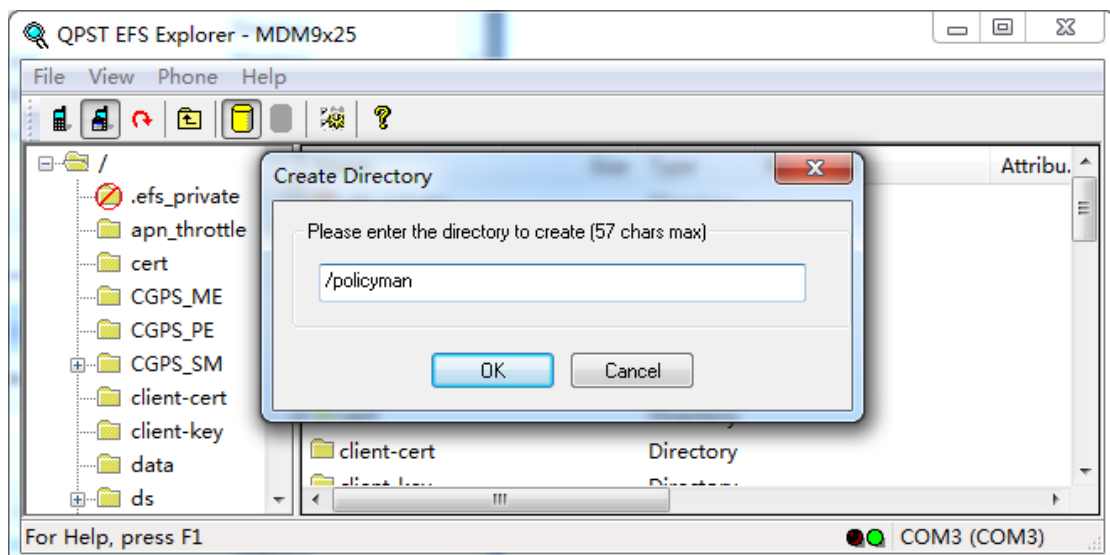 QPST EFS Explorer - MDM9x25
File View Phone Help
/
.efs_private
apn_throttle
cert
CGPS_ME
CGPS_PE
CGPS_SM
client-cert
client-key
data
ds
Attribu.
Create Directory
Please enter the directory to create (57 chars max)
/policyman
OK Cancel
client-cert Directory
For Help, press F1 COM3 (COM3)